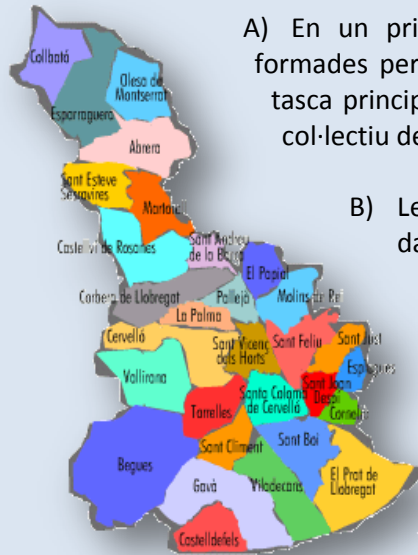 A) En un pri
formades per
tasca princip
col·lectiu de
B) Le
da
Collbató
Esparraguera
Olesa de
Montserrat
Abrera
Sant Esteve
Sesrovires
Martorell
Castellví de Rosanes
Sant Andreu
de la Barca
El Papiol
Corbera de Llobregat
Pallejà
Molins de Rei
La Palma
Cervelló
Sant Vicenç
dels Horts
Sant Feliu
Sant Just
Esplugues
Vallirana
Sant Joan
Despí
Santa Coloma
de Cervelló
Cornellà
Torrelles
Sant Climent
Sant Boi
Begues
El Prat de
Llobregat
Gavà
Viladecans
Castelldefels